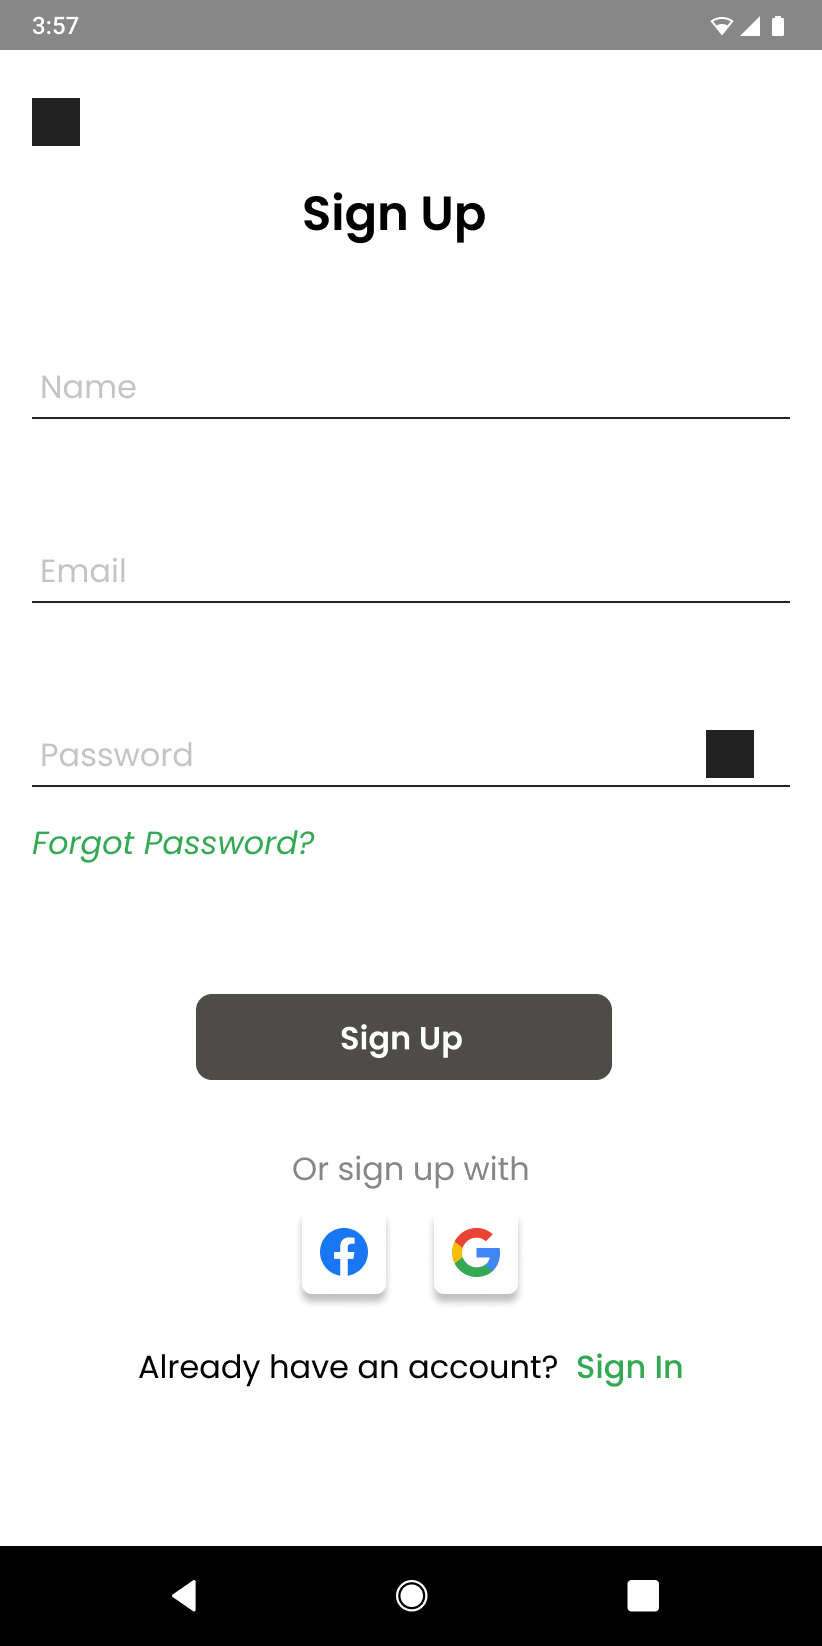 3:57
Sign Up
Name
Email
Password
Forgot Password?
Sign Up
Or sign up with
Already have an account? Sign In